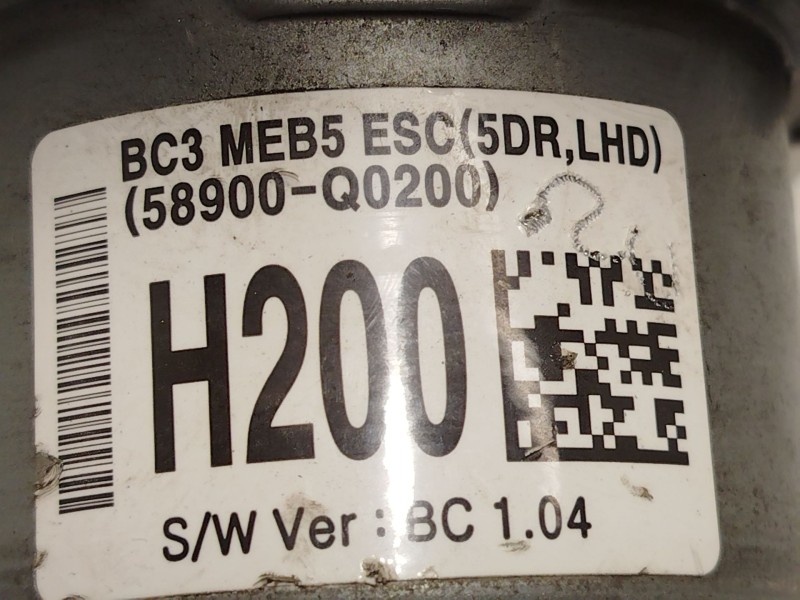 BC3 MEB5 ESC(5DR,LHD)
(58900-Q0200)
H200
S/W Ver : BC 1.04